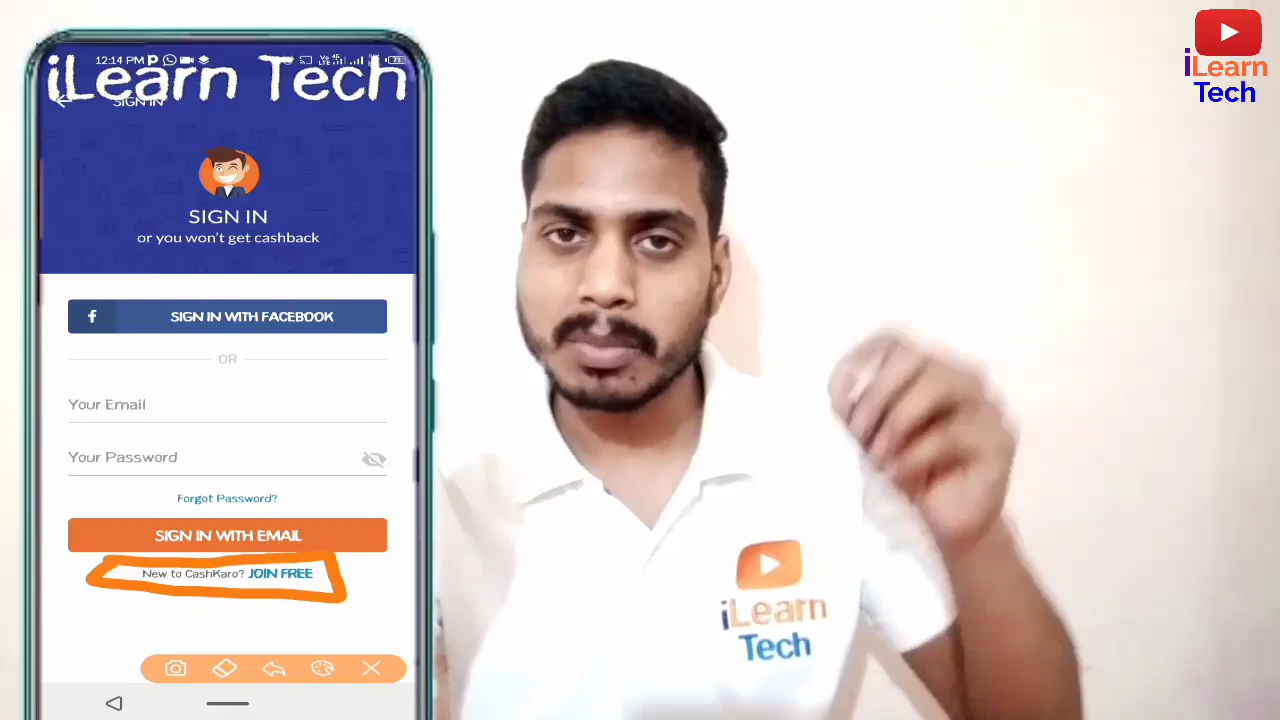 12:14 PM
iLearn Tech
SIGN IN
SIGN IN
or you won't get cashback
f SIGN IN WITH FACEBOOK
OR
Your Email
Your Password
Forgot Password?
SIGN IN WITH EMAIL
New to CashKaro? JOIN FREE
iLearn
Tech
iLearn
Tech